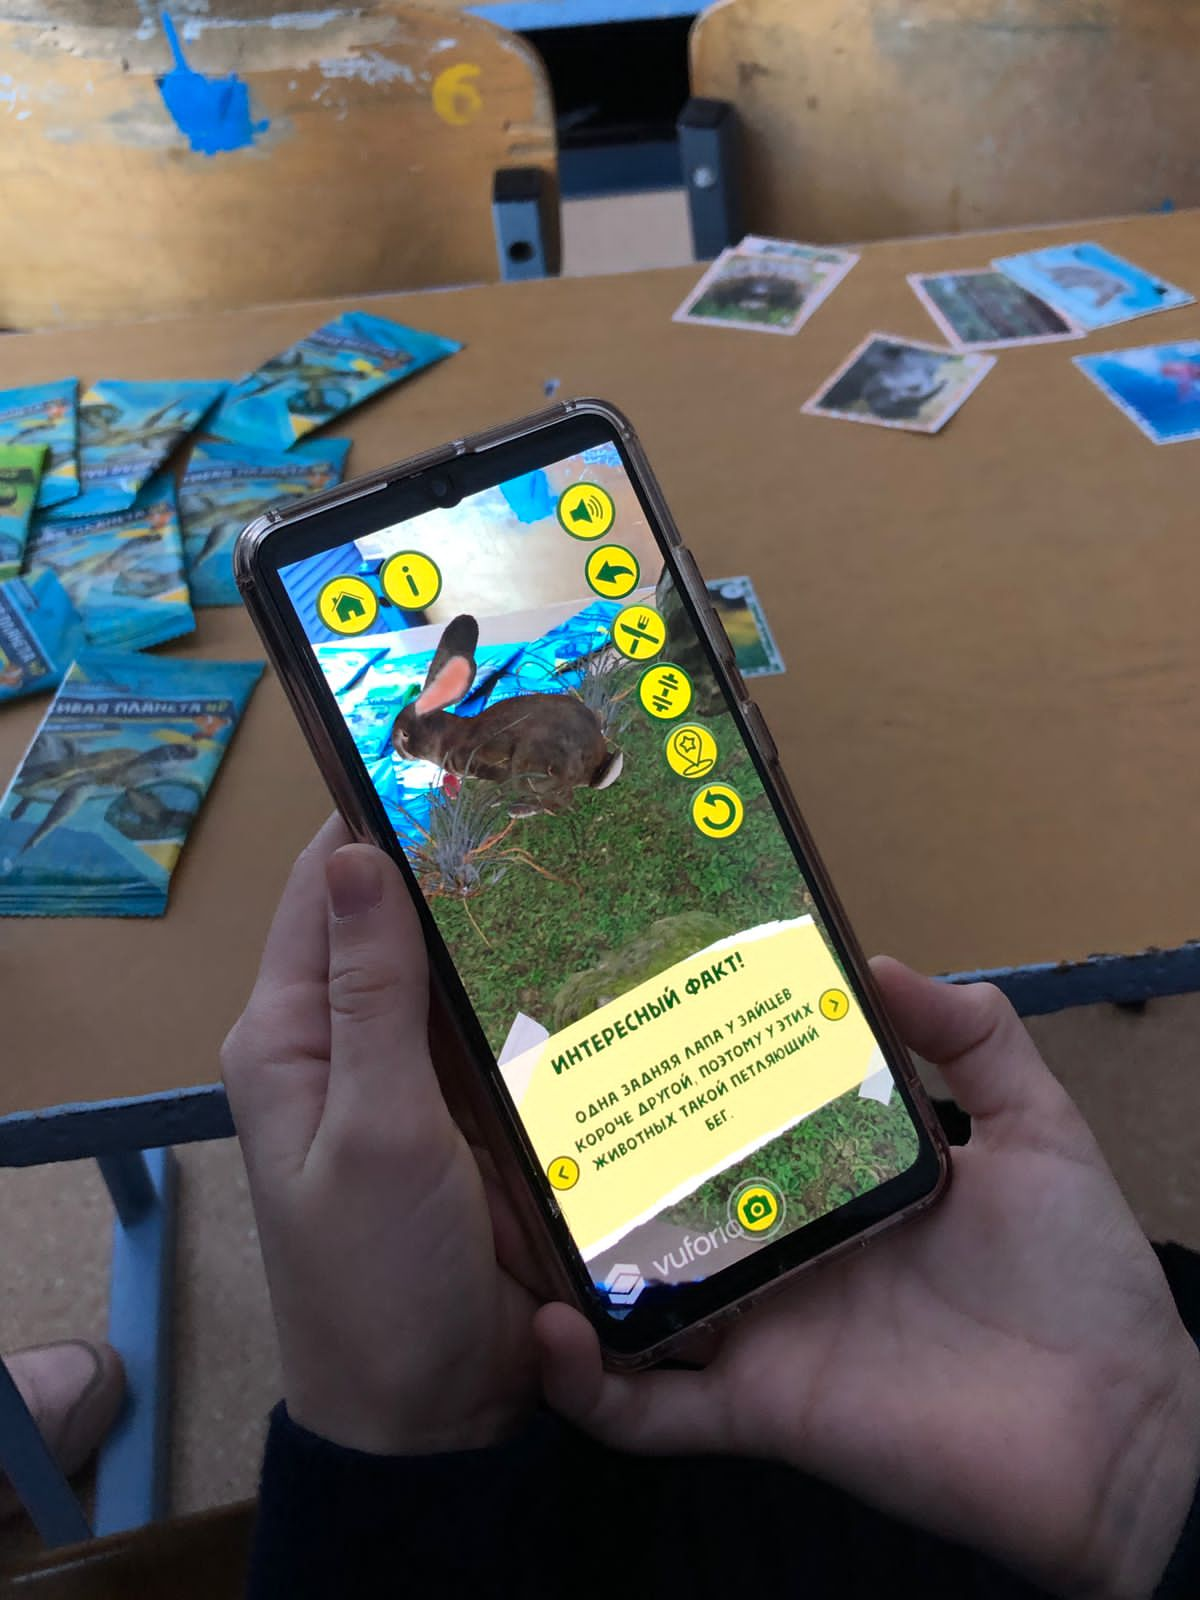 6
ЖИВАЯ ПЛАНЕТА
i
ИНТЕРЕСНЫЙ ФАКТ!
ОДНА ЗАДНЯЯ ЛАПА У ЗАЙЦЕВ
КОРОЧЕ ДРУГОЙ, ПОЭТОМУ У ЭТИХ
ЖИВОТНЫХ ТАКОЙ ПЕТЛЯЮЩИЙ
БЕГ.
vuforia